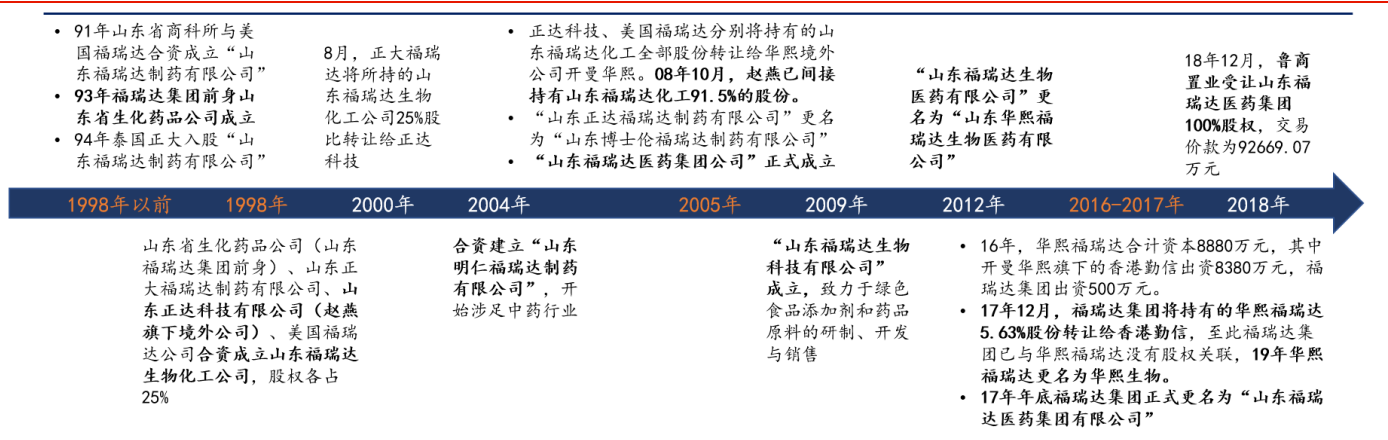 • 91年山东省商科所与美
国福瑞达合资成立“山
东福瑞达制药有限公司”
• 93年福瑞达集团前身山
东省生化药品公司成立
• 94年泰国正大入股“山
东福瑞达制药有限公司”
8月，正大福瑞
达将所持的山
东福瑞达生物
化工公司25%股
比转让给正达
科技
• 正达科技、美国福瑞达分别将持有的山
东福瑞达化工全部股份转让给华熙境外
公司开曼华熙。08年10月，赵燕已间接
持有山东福瑞达化工91.5%的股份。
• “山东正达福瑞达制药有限公司”更名
为“山东博士伦福瑞达制药有限公司”
• “山东福瑞达医药集团公司”正式成立
“山东福瑞达生物
医药有限公司”更
名为“山东华熙福
瑞达生物医药有限
公司”
18年12月，鲁商
置业受让山东福
瑞达医药集团
100%股权，交易
价款为92669.07
万元
1998年以前
1998年
2000年
2004年
2005年
2009年
2012年
2016-2017年
2018年
山东省生化药品公司（山东
福瑞达集团前身）、山东正
大福瑞达制药有限公司、山
东正达科技有限公司（赵燕
旗下境外公司）、美国福瑞
达公司合资成立山东福瑞达
生物化工公司，股权各占
25%
合资建立“山东
明仁福瑞达制药
有限公司”，开
始涉足中药行业
“山东福瑞达生物
科技有限公司”
成立，致力于绿色
食品添加剂和药品
原料的研制、开发
与销售
• 16年，华熙福瑞达合计资本8880万元，其中
开曼华熙旗下的香港勤信出资8380万元，福
瑞达集团出资500万元。
• 17年12月，福瑞达集团将持有的华熙福瑞达
5.63%股份转让给香港勤信，至此福瑞达集
团已与华熙福瑞达没有股权关联，19年华熙
福瑞达更名为华熙生物。
• 17年年底福瑞达集团正式更名为“山东福瑞
达医药集团有限公司”